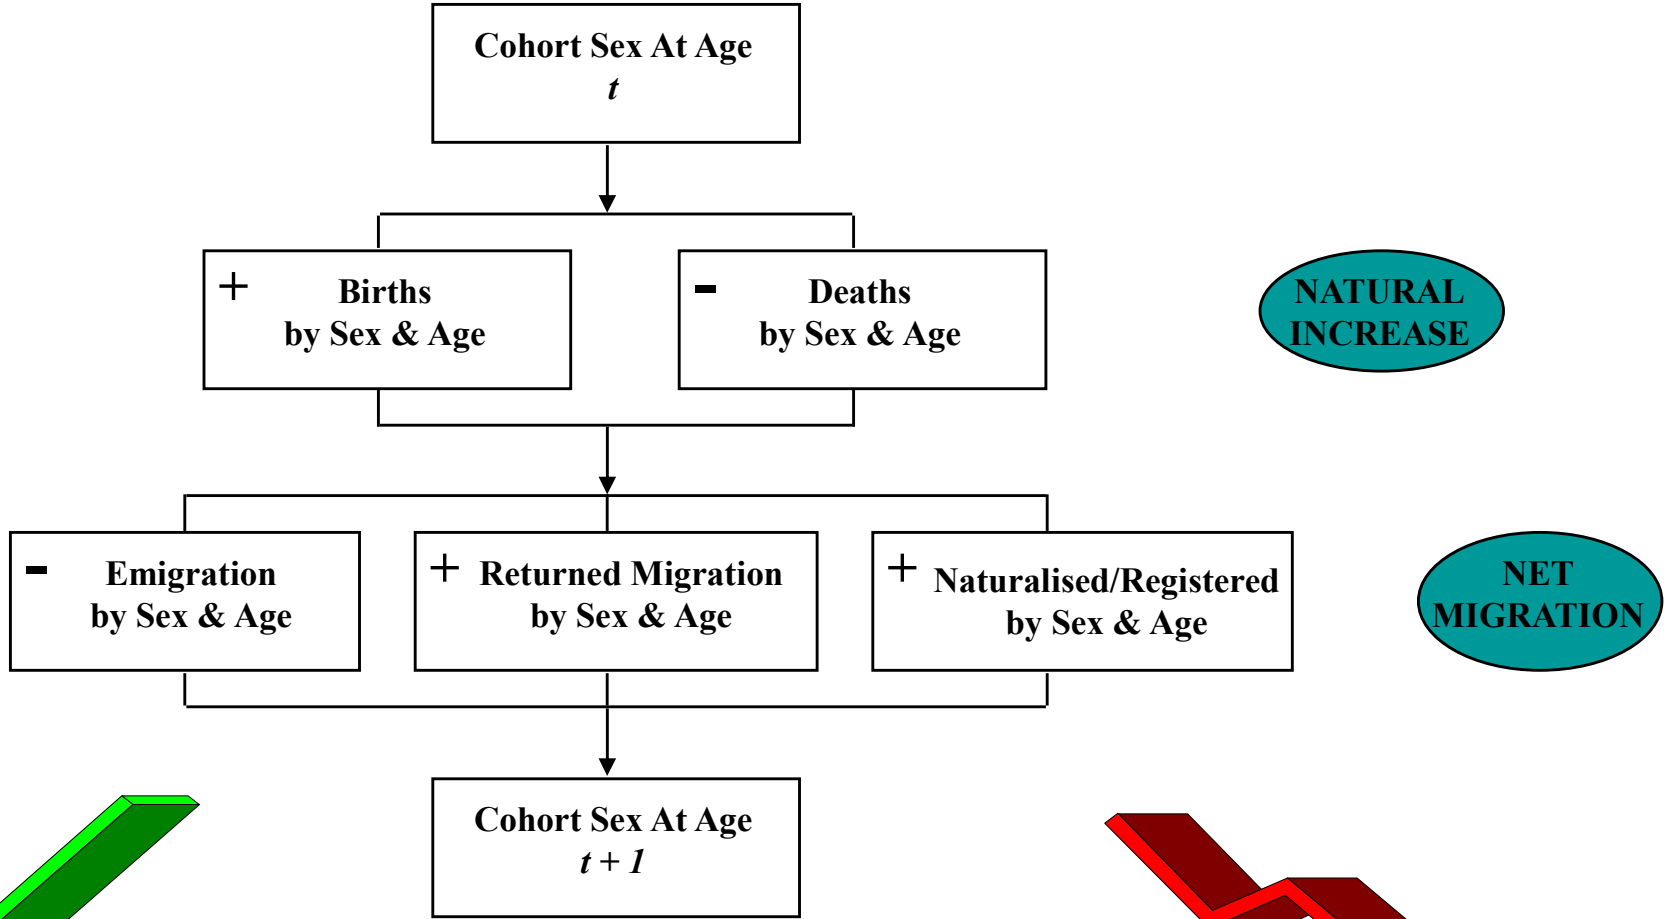 Cohort Sex At Age
t
+ Births
by Sex & Age
- Deaths
by Sex & Age
NATURAL
INCREASE
- Emigration
by Sex & Age
+ Returned Migration
by Sex & Age
+ Naturalised/Registered
by Sex & Age
NET
MIGRATION
Cohort Sex At Age
t + 1